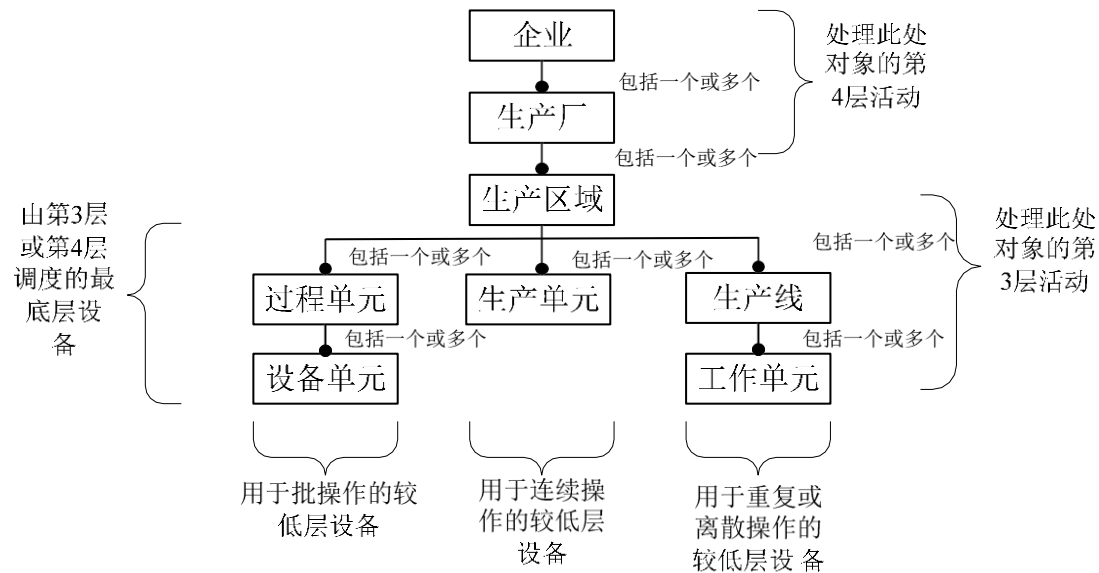 企业
包括一个或多个
生产厂
包括一个或多个
生产区域
处理此处
对象的第
4层活动
由第3层
或第4层
调度的最
底层设
备
包括一个或多个
包括一个或多个
包括一个或多个
过程单元
生产单元
生产线
包括一个或多个
包括一个或多个
设备单元
工作单元
处理此处
对象的第
3层活动
用于批操作的较
低层设备
用于连续操
作的较低层
设备
用于重复或
离散操作的
较低层设 备